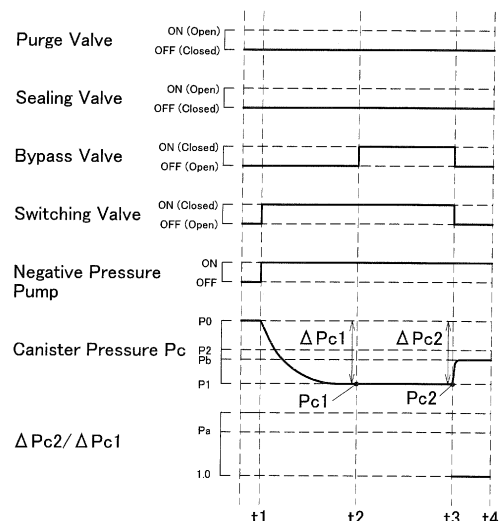 Purge Valve
ON (Open)
OFF (Closed)
Sealing Valve
ON (Open)
OFF (Closed)
Bypass Valve
ON (Closed)
OFF (Open)
Switching Valve
ON (Closed)
OFF (Open)
Negative Pressure
Pump
ON
OFF
Canister Pressure Pc
P0
P2
Pb
P1
ΔPc1
ΔPc2
Pc1
Pc2
ΔPc2/ΔPc1
Pa
1.0
t1 t2 t3 t4